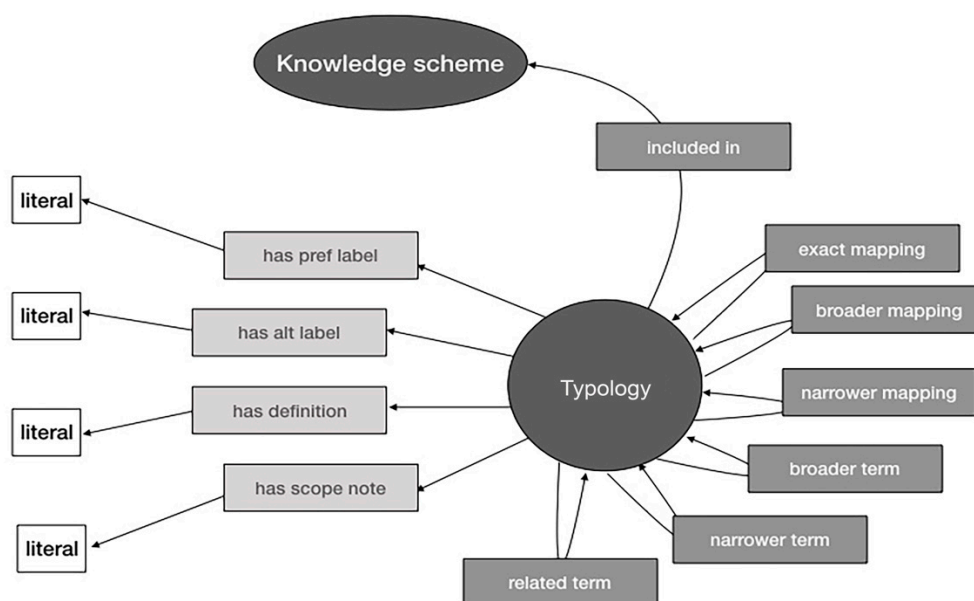 Knowledge scheme
included in
literal
has pref label
exact mapping
broader mapping
literal
has alt label
Typology
narrower mapping
literal
has definition
broader term
has scope note
literal
narrower term
related term